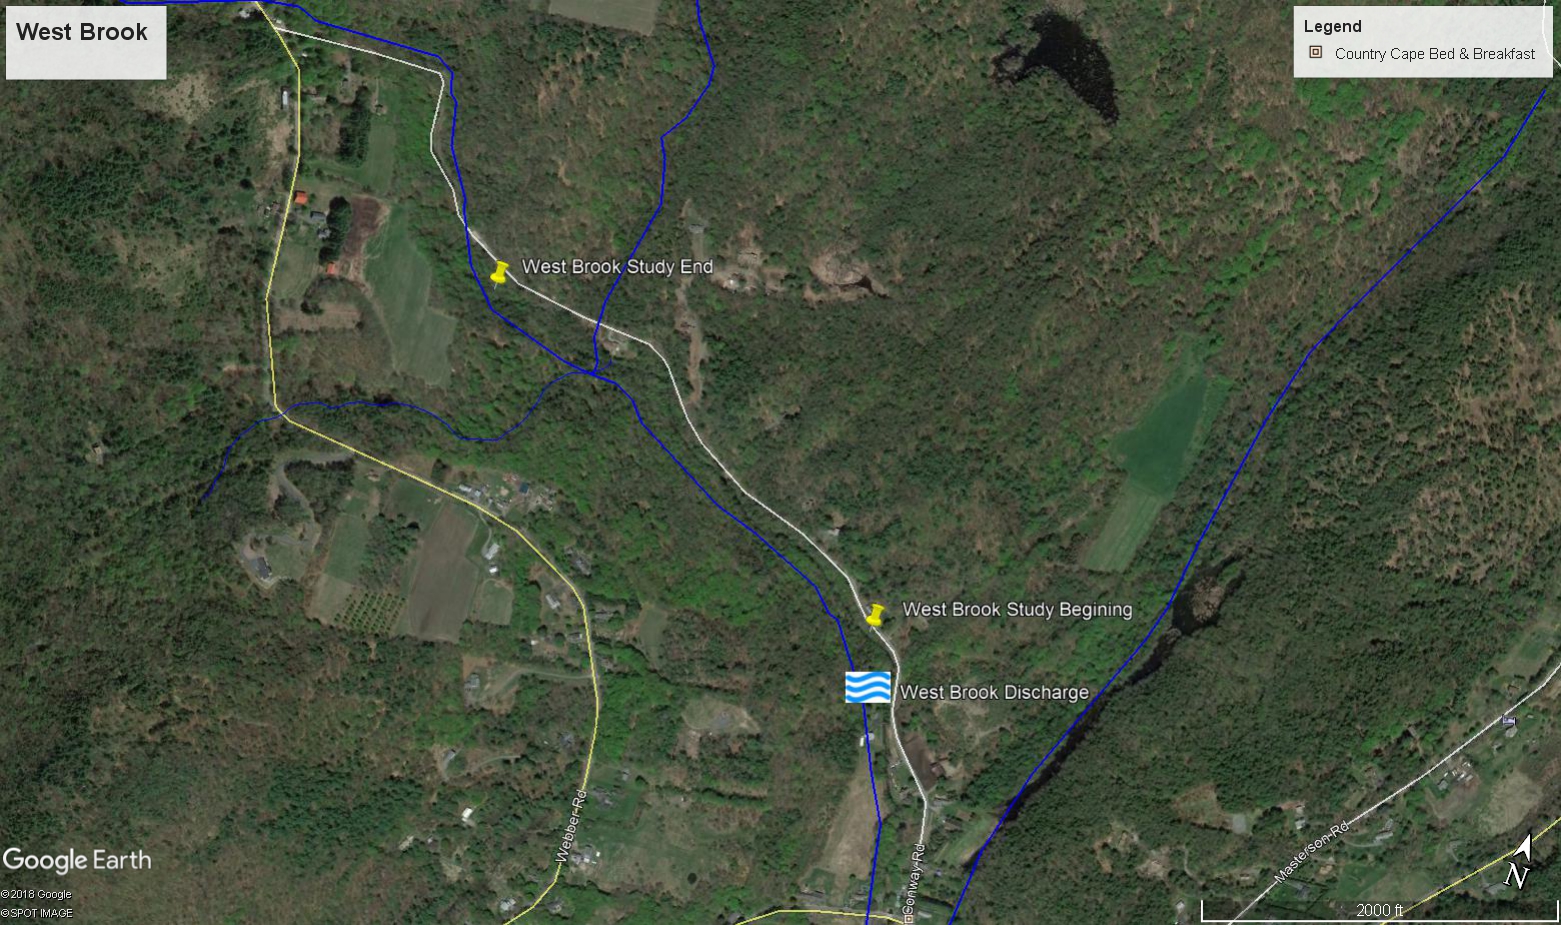 West Brook
Legend
Country Cape Bed & Breakfast
West Brook Study End
West Brook Study Begining
West Brook Discharge
Webber Rd
Conway Rd
Masterson Rd
Google Earth
©2018 Google
©SPOT IMAGE
N
2000 ft